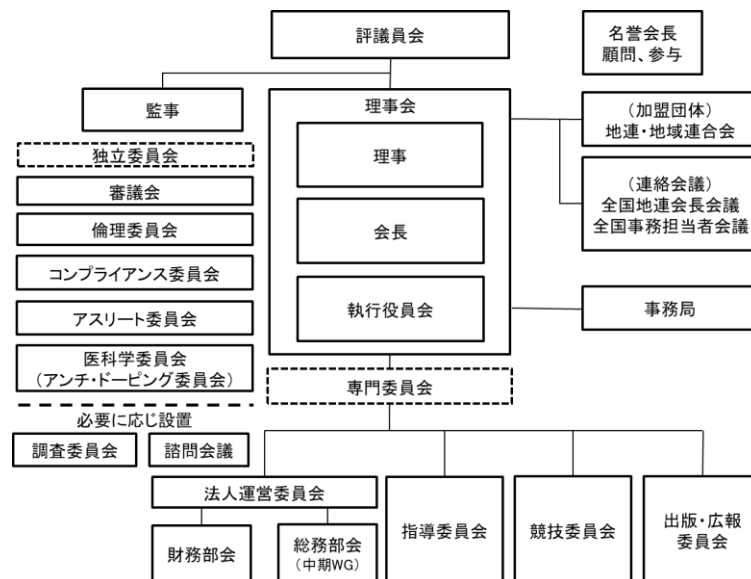 評議員会
名誉会長
顧問、参与
監事
理事会
理事
会長
執行役員会
(加盟団体)
地連・地域連合会
(連絡会議)
全国地連会長会議
全国事務担当者会議
事務局
独立委員会
審議会
倫理委員会
コンプライアンス委員会
アスリート委員会
医科学委員会
(アンチ・ドーピング委員会)
必要に応じ設置
調査委員会
諮問会議
専門委員会
法人運営委員会
財務部会
総務部会
(中期WG)
指導委員会
競技委員会
出版・広報
委員会